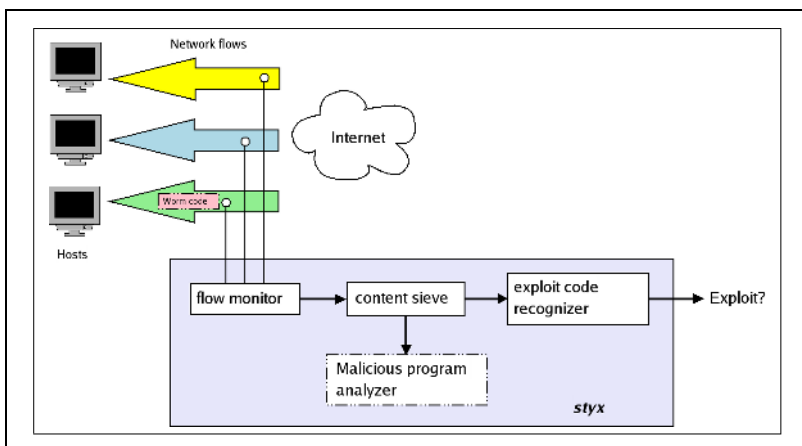 Network flows
Internet
Worm code
Hosts
flow monitor
content sieve
exploit code
recognizer
Exploit?
Malicious program
analyzer
styx